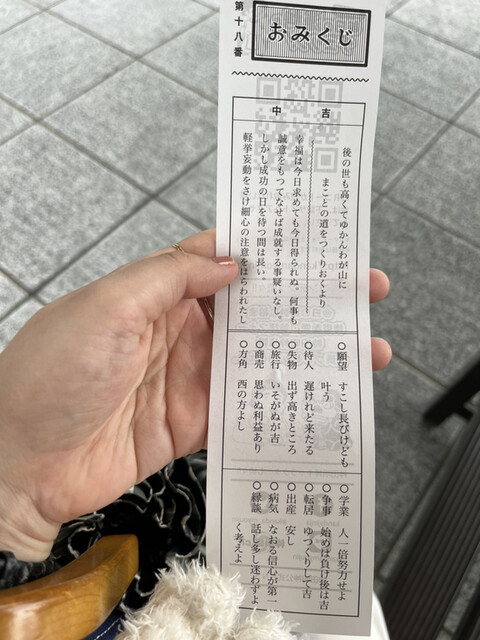 第十八番
おみくじ
中吉
後の世も高くてゆかんわが山に
まことの道をつくりおくより
幸福は今日求めても今日得られぬ。何事も
誠意をもつてなせば成就する事疑いなし。
しかし成功の日を待つ間は長い。
軽挙妄動をさけ細心の注意をはらわれたし
○願望 すこし長びけども
叶う
○待人 遅けれど来たる
○失物 出ず高きところ
○旅行 いそがぬが吉
○商売 思わぬ利益あり
○方角 西の方よし
○学業 人一倍努力せよ
○争事 始めは負け後は吉
○転居 ゆつくりして吉
○出産 安し
○病気 なおる信心が第一
○縁談 話し多し迷わずよ
く考えよ